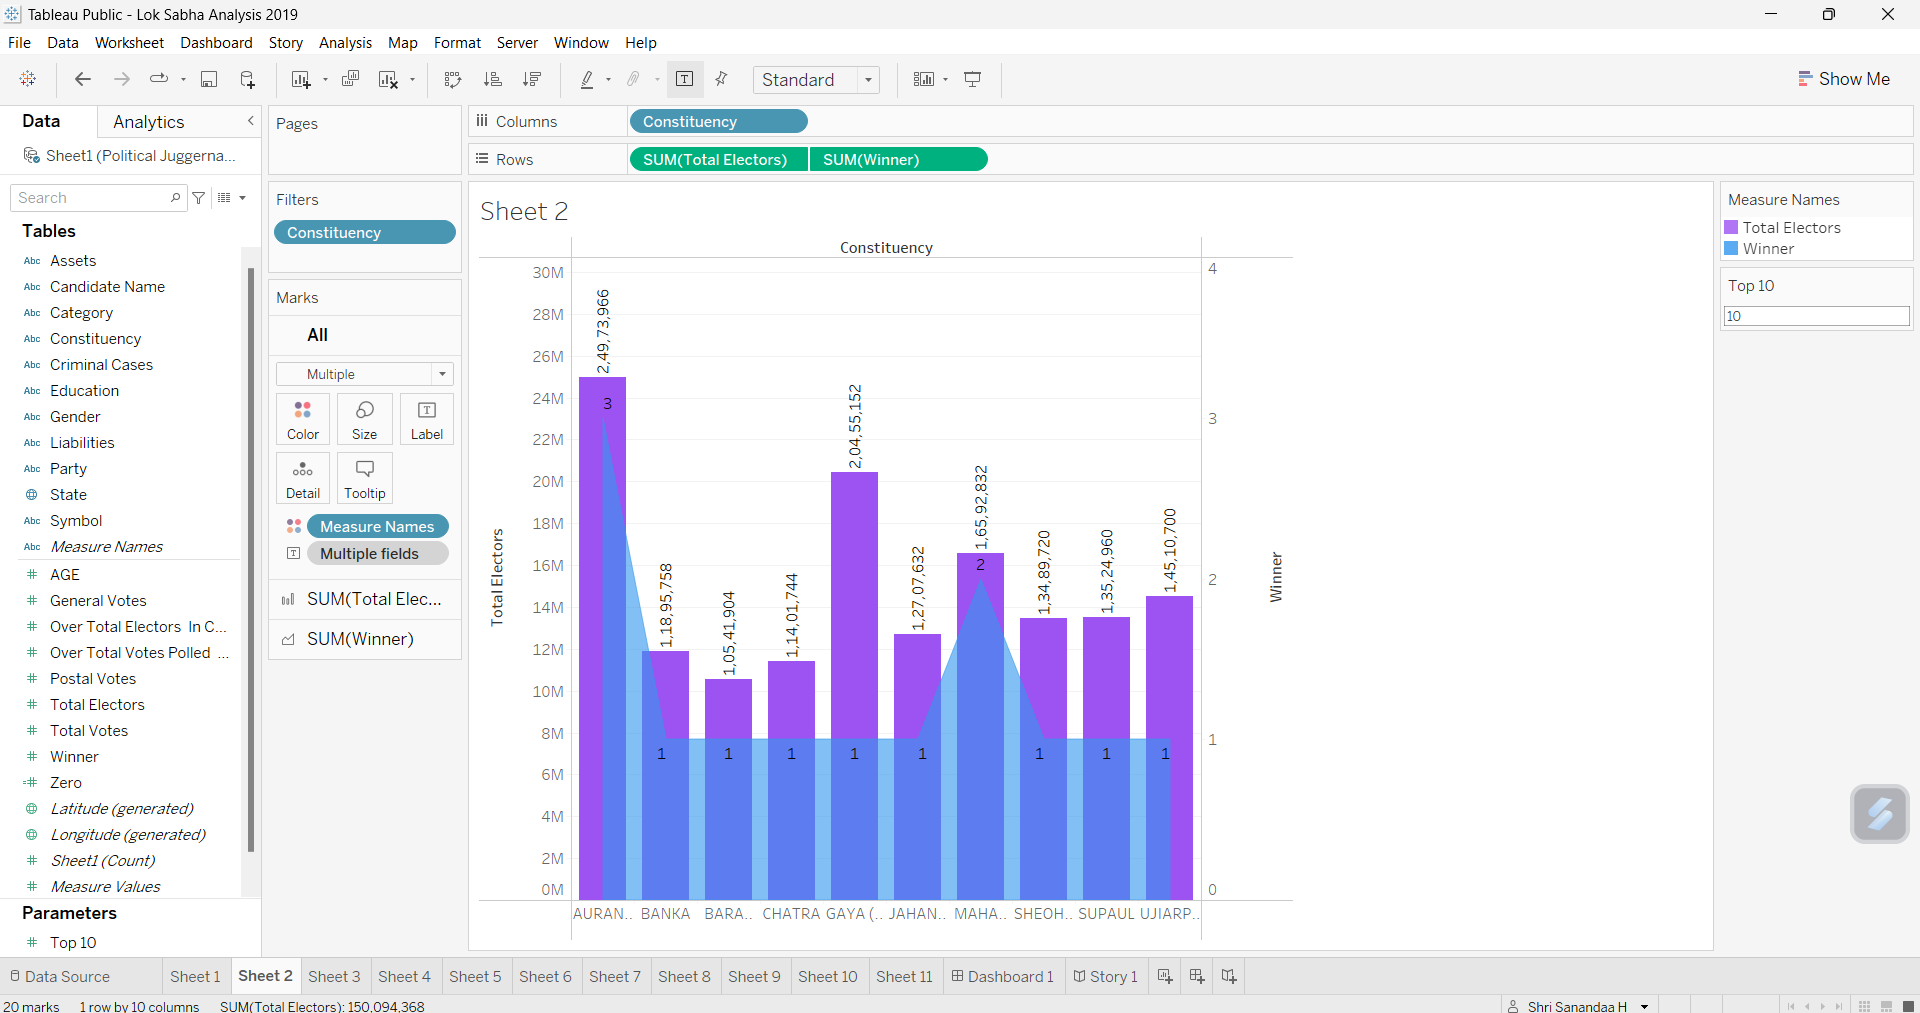 Tableau Public - Lok Sabha Analysis 2019
File Data Worksheet Dashboard Story Analysis Map Format Server Window Help
Standard
Show Me
Data Analytics
Sheet1 (Political Juggerna...
Search
Tables
Abc Assets
Abc Candidate Name
Abc Category
Abc Constituency
Abc Criminal Cases
Abc Education
Abc Gender
Abc Liabilities
Abc Party
State
Abc Symbol
Abc Measure Names
# AGE
# General Votes
# Over Total Electors In C...
# Over Total Votes Polled ...
# Postal Votes
# Total Electors
# Total Votes
# Winner
=# Zero
Latitude (generated)
Longitude (generated)
# Sheet1 (Count)
# Measure Values
Parameters
# Top 10
Pages
Filters
Constituency
Marks
All
Multiple
Color Size Label
Detail Tooltip
Measure Names
Multiple fields
SUM(Total Elec...
SUM(Winner)
Columns Constituency
Rows SUM(Total Electors) SUM(Winner)
Sheet 2
Constituency
Total Electors
30M
28M
26M
24M
22M
20M
18M
16M
14M
12M
10M
8M
6M
4M
2M
0M
2,49,73,966
1,18,95,758
1,05,41,904
1,14,01,744
2,04,55,152
1,27,07,632
1,65,92,832
1,34,89,720
1,35,24,960
1,45,10,700
3
1
1
1
1
1
2
1
1
1
AURAN.. BANKA BARA.. CHATRA GAYA (.. JAHAN.. MAHA.. SHEOH.. SUPAUL UJIARP..
4
3
2
1
0
Winner
Measure Names
Total Electors
Winner
Top 10
10
Data Source Sheet 1 Sheet 2 Sheet 3 Sheet 4 Sheet 5 Sheet 6 Sheet 7 Sheet 8 Sheet 9 Sheet 10 Sheet 11 Dashboard 1 Story 1
20 marks 1 row by 10 columns SUM(Total Electors): 150,094,368
Shri Sanandaa H